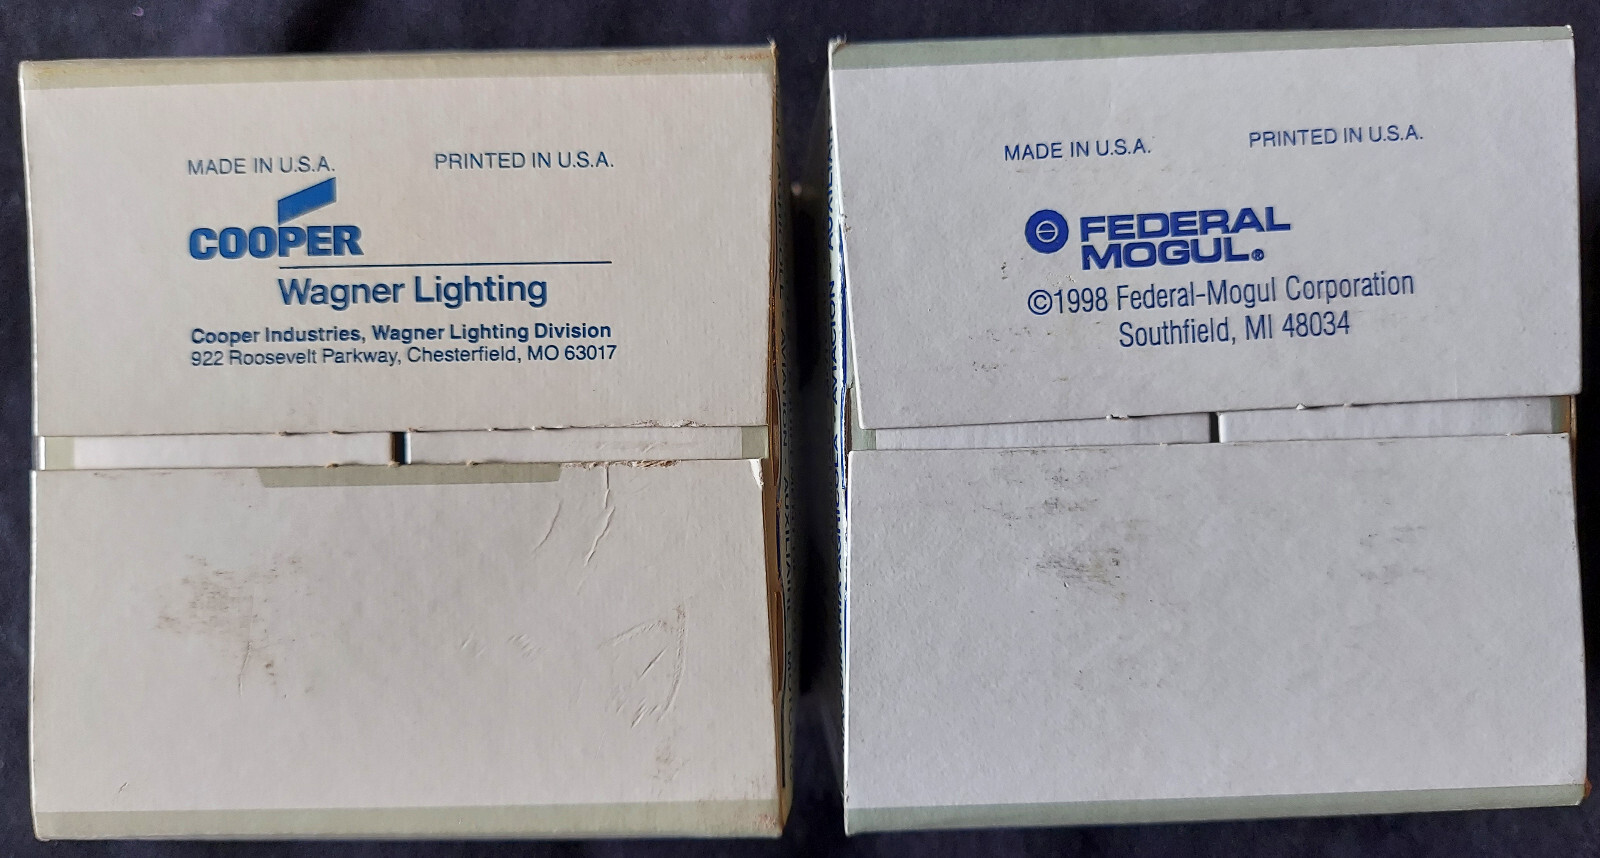 MADE IN U.S.A. PRINTED IN U.S.A.
COOPER
Wagner Lighting
Cooper Industries, Wagner Lighting Division
922 Roosevelt Parkway, Chesterfield, MO 63017
MADE IN U.S.A. PRINTED IN U.S.A.
FEDERAL
MOGUL®
©1998 Federal-Mogul Corporation
Southfield, MI 48034